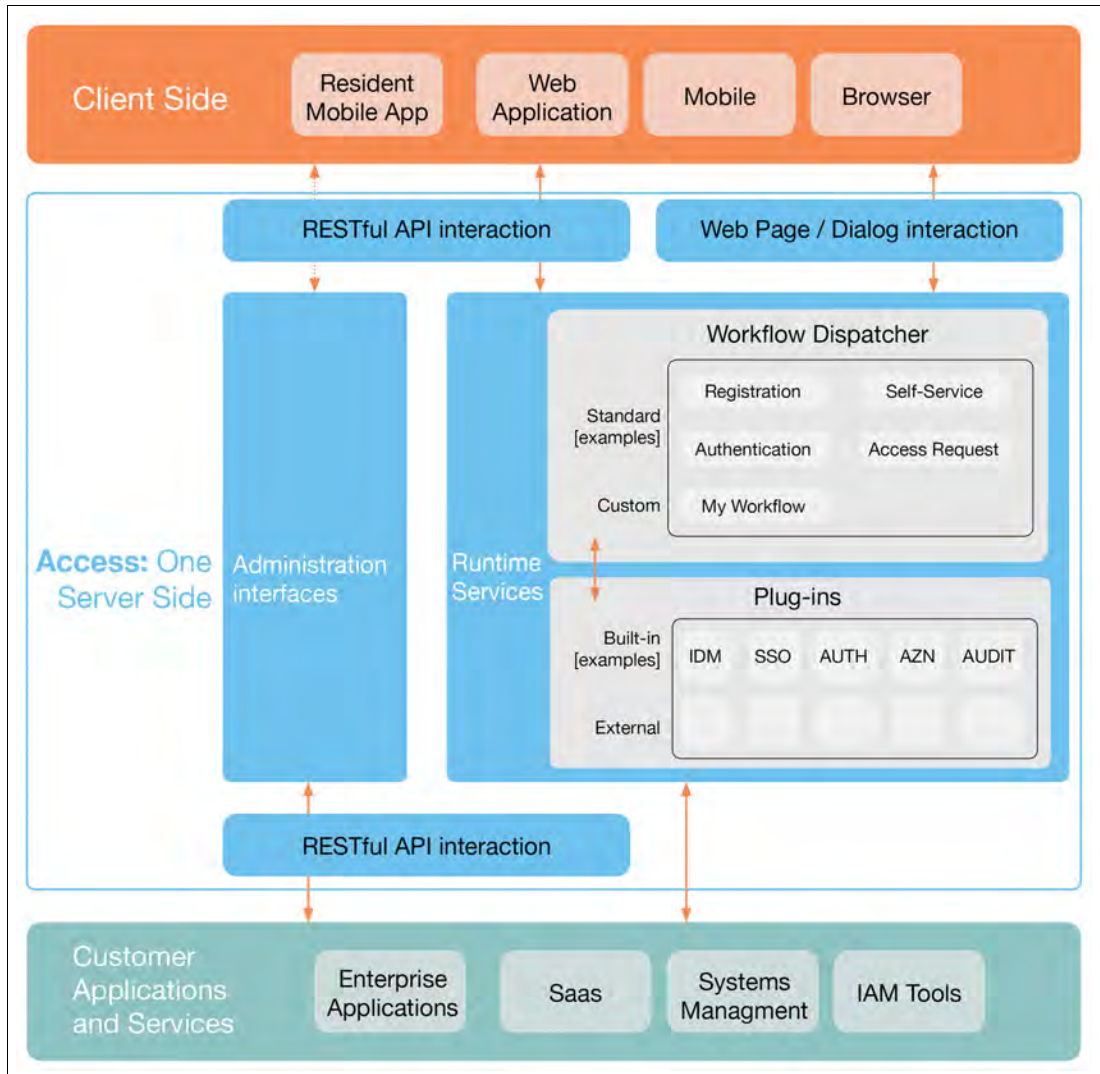 Client Side
Resident
Mobile App
Web
Application
Mobile
Browser
RESTful API interaction
Web Page / Dialog interaction
Access: One
Server Side
Administration
interfaces
Runtime
Services
Workflow Dispatcher
Standard
[examples]
Registration
Self-Service
Authentication
Access Request
Custom
My Workflow
Plug-ins
Built-in
[examples]
IDM
SSO
AUTH
AZN
AUDIT
External
RESTful API interaction
Customer
Applications
and Services
Enterprise
Applications
Saas
Systems
Managment
IAM Tools